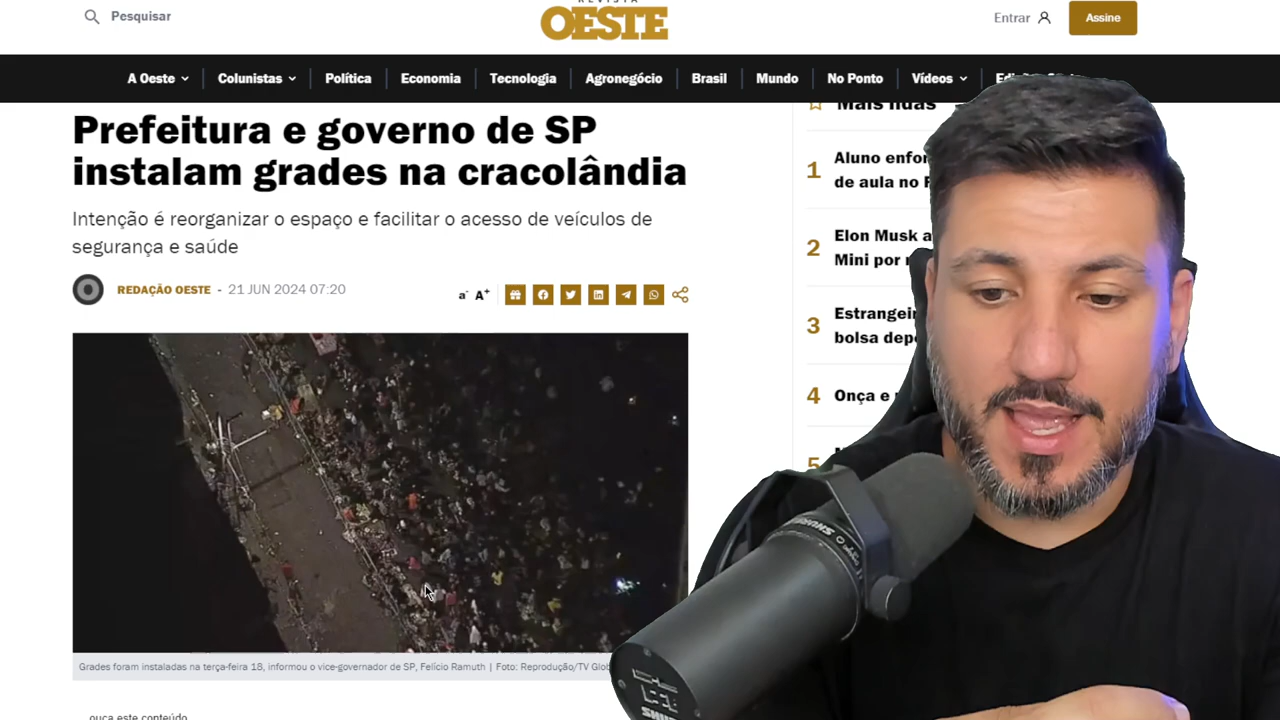 Pesquisar
REVISTA
OESTE
Entrar
Assine
A Oeste
Colunistas
Política
Economia
Tecnologia
Agronegócio
Brasil
Mundo
No Ponto
Vídeos
Prefeitura e governo de SP
instalam grades na cracolândia
Intenção é reorganizar o espaço e facilitar o acesso de veículos de
segurança e saúde
REDAÇÃO OESTE - 21 JUN 2024 07:20
a- A+
Grades foram instaladas na terça-feira 18, informou o vice-governador de SP, Felício Ramuth | Foto: Reprodução/TV
ouça este conteúdo
Mais lidas
1
Aluno
de aula no
2
Elon Musk
Mini por
3
bolsa
4
Onça e
5
SHURE